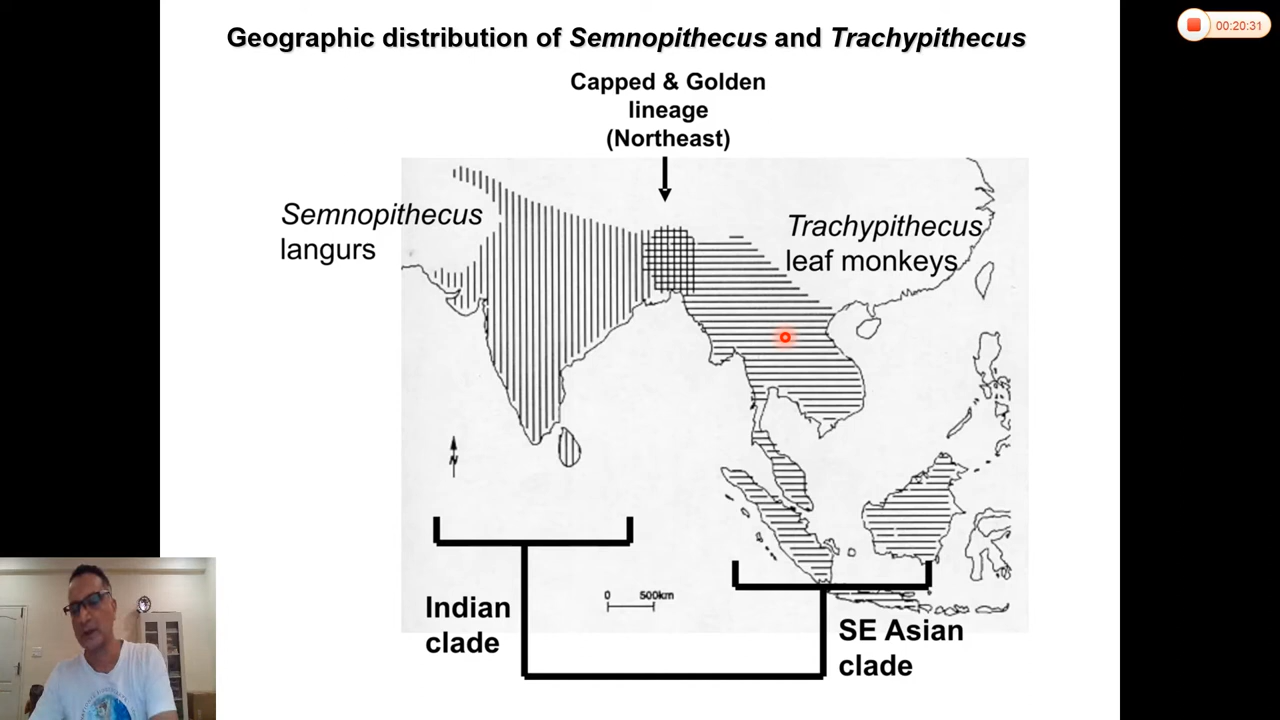 Geographic distribution of Semnopithecus and Trachypithecus
00:20:31
Capped & Golden
lineage
(Northeast)
Semnopithecus
langurs
Trachypithecus
leaf monkeys
N
0 500km
Indian
clade
SE Asian
clade